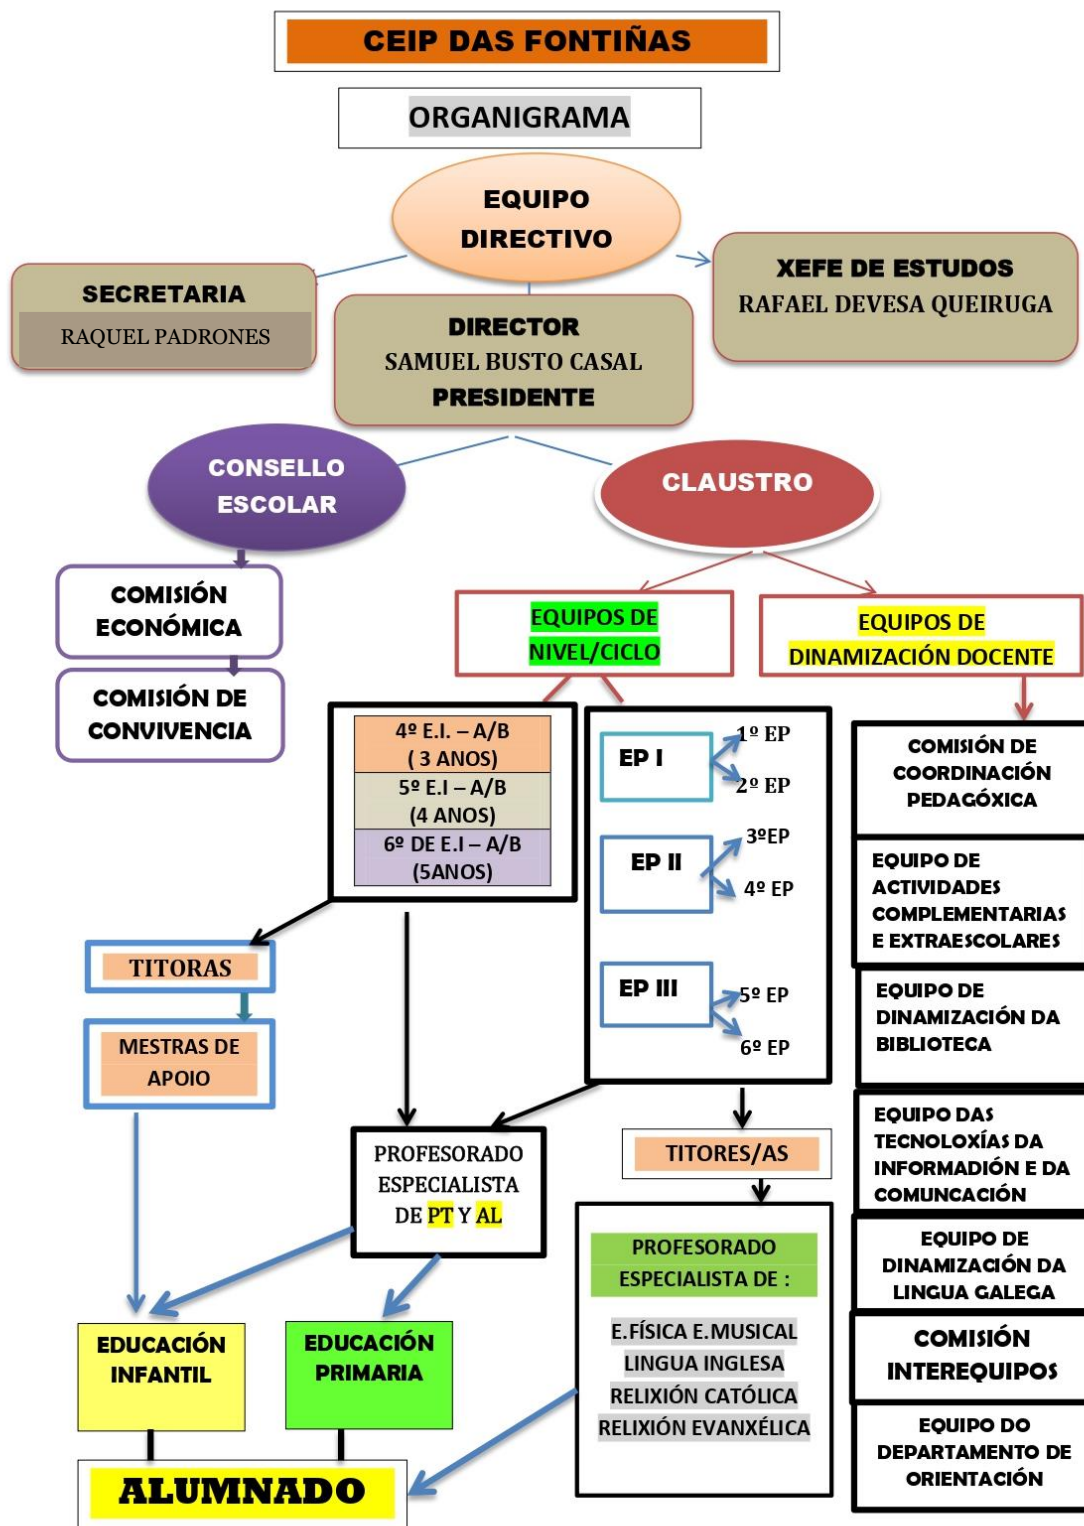 CEIP DAS FONTIÑAS
ORGANIGRAMA
EQUIPO
DIRECTIVO
SECRETARIA
RAQUEL PADRONES
DIRECTOR
SAMUEL BUSTO CASAL
PRESIDENTE
XEFE DE ESTUDOS
RAFAEL DEVESA QUEIRUGA
CONSELLO
ESCOLAR
CLAUSTRO
COMISIÓN
ECONÓMICA
COMISIÓN DE
CONVIVENCIA
EQUIPOS DE
NIVEL/CICLO
EQUIPOS DE
DINAMIZACIÓN DOCENTE
4º E.I. – A/B
( 3 ANOS)
5º E.I – A/B
(4 ANOS)
6º DE E.I – A/B
(5ANOS)
EP I
1º EP
2º EP
EP II
3ºEP
4º EP
EP III
5º EP
6º EP
COMISIÓN DE
COORDINACIÓN
PEDAGÓXICA
EQUIPO DE
ACTIVIDADES
COMPLEMENTARIAS
E EXTRAESCOLARES
EQUIPO DE
DINAMIZACIÓN DA
BIBLIOTECA
EQUIPO DAS
TECNOLOXÍAS DA
INFORMADIÓN E DA
COMUNCACIÓN
EQUIPO DE
DINAMIZACIÓN DA
LINGUA GALEGA
COMISIÓN
INTEREQUIPOS
EQUIPO DO
DEPARTAMENTO DE
ORIENTACIÓN
TITORAS
MESTRAS DE
APOIO
PROFESORADO
ESPECIALISTA
DE PT Y AL
TITORES/AS
PROFESORADO
ESPECIALISTA DE :
E.FÍSICA E.MUSICAL
LINGUA INGLESA
RELIXIÓN CATÓLICA
RELIXIÓN EVANXÉLICA
EDUCACIÓN
INFANTIL
EDUCACIÓN
PRIMARIA
ALUMNADO